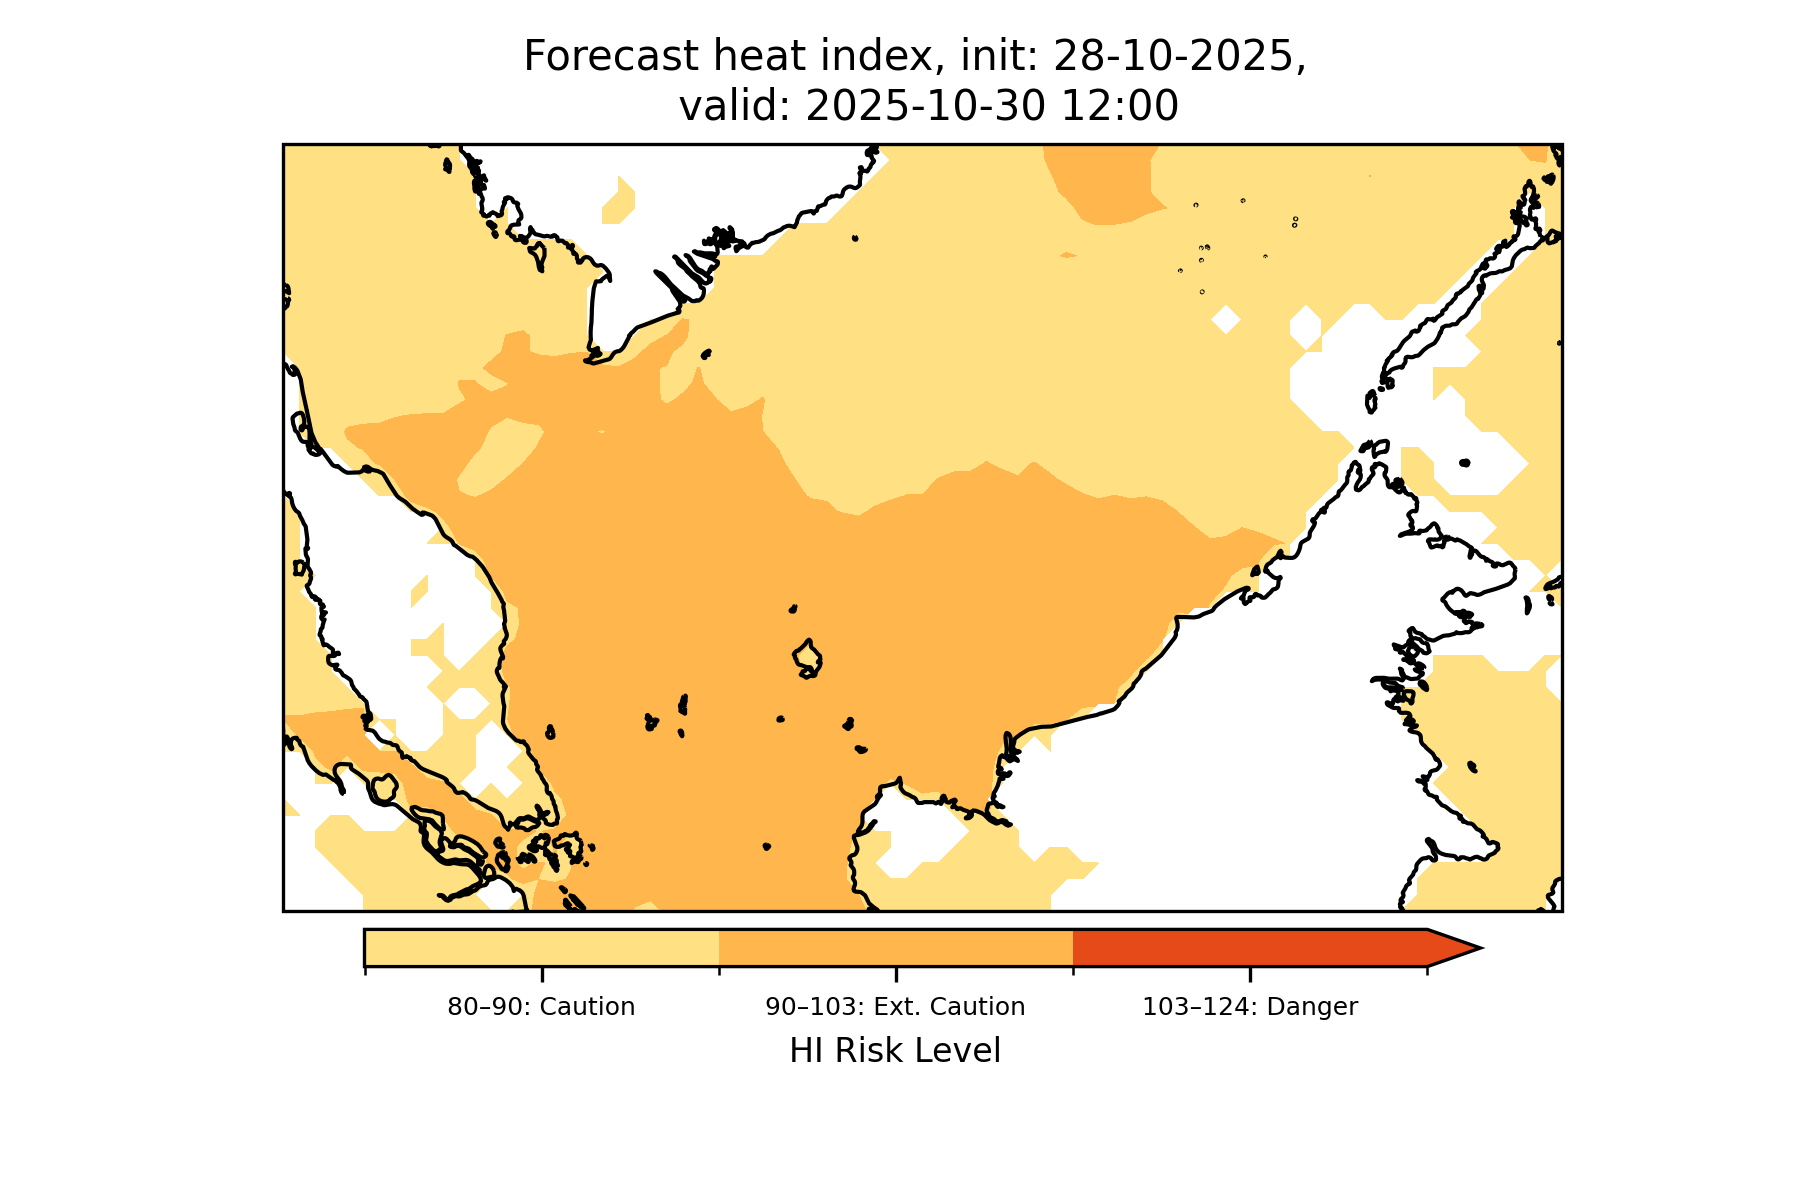 Forecast heat index, init: 28-10-2025,
valid: 2025-10-30 12:00
80–90: Caution
90–103: Ext. Caution
103–124: Danger
HI Risk Level